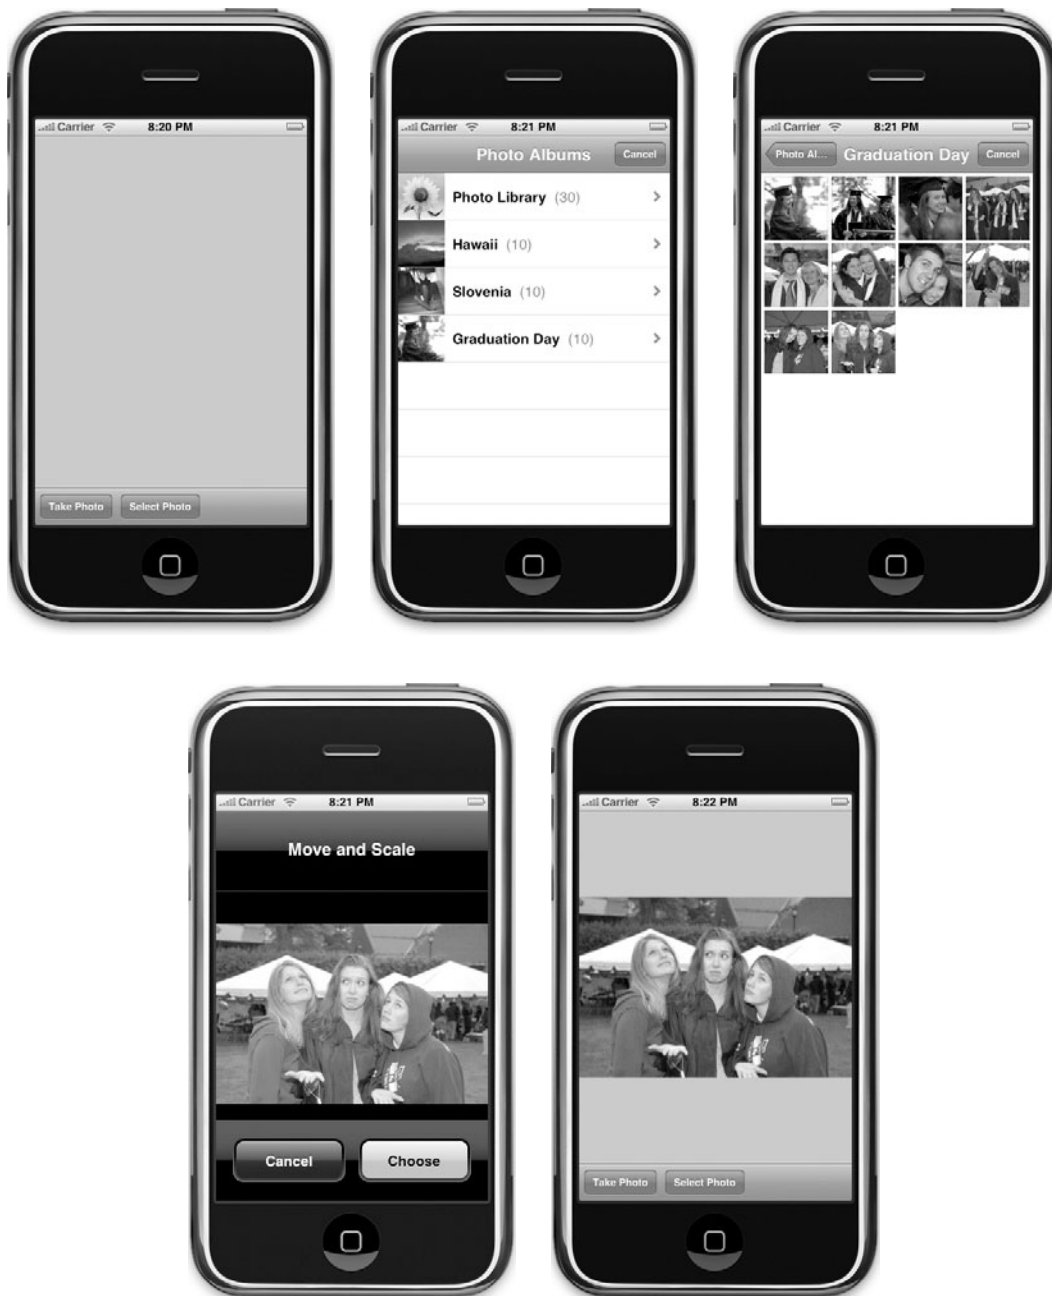 Carrier 8:20 PM
Take Photo Select Photo
Carrier 8:21 PM
Photo Albums Cancel
Photo Library (30)
Hawaii (10)
Slovenia (10)
Graduation Day (10)
Carrier 8:21 PM
Photo Al... Graduation Day Cancel
Carrier 8:21 PM
Move and Scale
Cancel Choose
Carrier 8:22 PM
Take Photo Select Photo